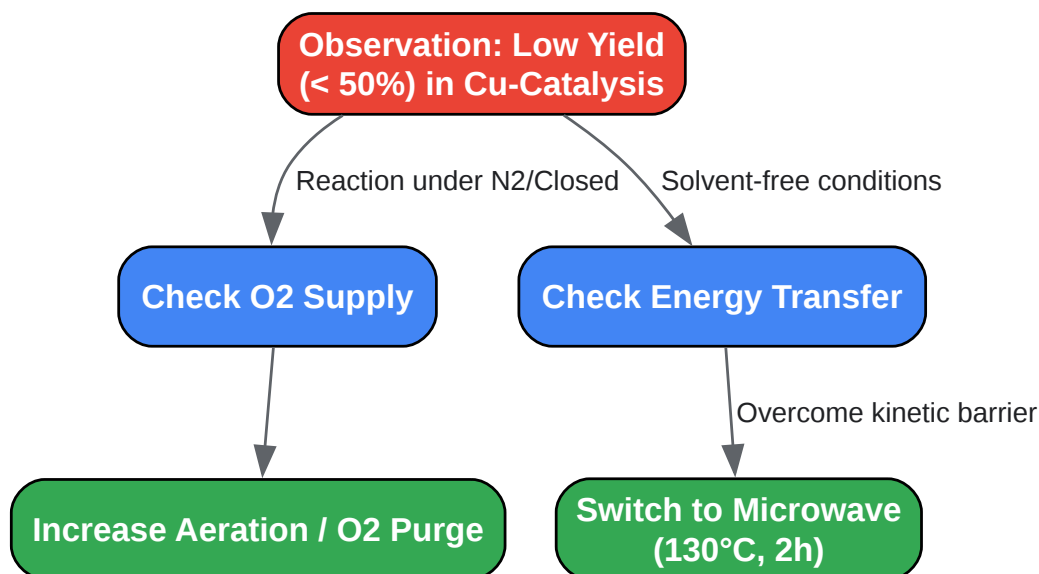 Observation: Low Yield
(< 50%) in Cu-Catalysis
Reaction under N2/Closed
Solvent-free conditions
Check O2 Supply
Check Energy Transfer
Overcome kinetic barrier
Increase Aeration / O2 Purge
Switch to Microwave
(130°C, 2h)